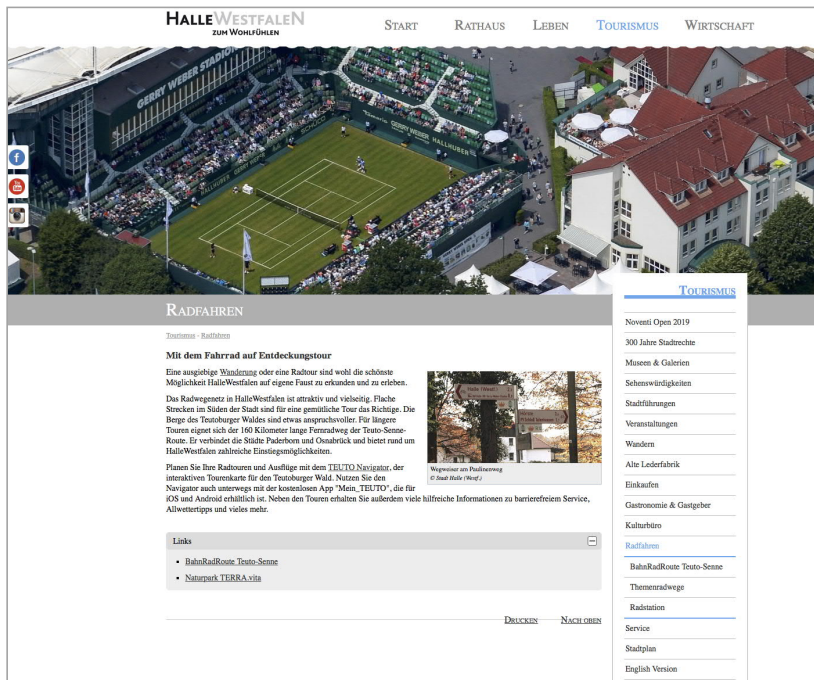 HALLEWESTFALEN
ZUM WOHLFÜHLEN
START RATHAUS LEBEN TOURISMUS WIRTSCHAFT
GERRY WEBER STADION
GERRY WEBER HALLHUBER
RADFAHREN
Tourismus - Radfahren
Mit dem Fahrrad auf Entdeckungstour
Eine ausgiebige Wanderung oder eine Radtour sind wohl die schönste
Möglichkeit HalleWestfalen auf eigene Faust zu erkunden und zu erleben.
Das Radwegenetz in HalleWestfalen ist attraktiv und vielseitig. Flache
Strecken im Süden der Stadt sind für eine gemütliche Tour das Richtige. Die
Berge des Teutoburger Waldes sind etwas anspruchsvoller. Für längere
Touren eignet sich der 160 Kilometer lange Fernradweg der Teuto-Senne-
Route. Er verbindet die Städte Paderborn und Osnabrück und bietet rund um
HalleWestfalen zahlreiche Einstiegsmöglichkeiten.
Planen Sie Ihre Radtouren und Ausflüge mit dem TEUTO Navigator, der
interaktiven Tourenkarte für den Teutoburger Wald. Nutzen Sie den
Navigator auch unterwegs mit der kostenlosen App "Mein_TEUTO", die für
iOS und Android erhältlich ist. Neben den Touren erhalten Sie außerdem viele hilfreiche Informationen zu barrierefreiem Service,
Allwettertipps und vieles mehr.
Wegweiser am Paulinenweg
© Stadt Halle (Westf.)
Links
BahnRadRoute Teuto-Senne
Naturpark TERRA.vita
DRUCKEN NACH OBEN
TOURISMUS
Noventi Open 2019
300 Jahre Stadtrechte
Museen & Galerien
Sehenswürdigkeiten
Stadtführungen
Veranstaltungen
Wandern
Alte Lederfabrik
Einkaufen
Gastronomie & Gastgeber
Kulturbüro
Radfahren
BahnRadRoute Teuto-Senne
Themenradwege
Radstation
Service
Stadtplan
English Version